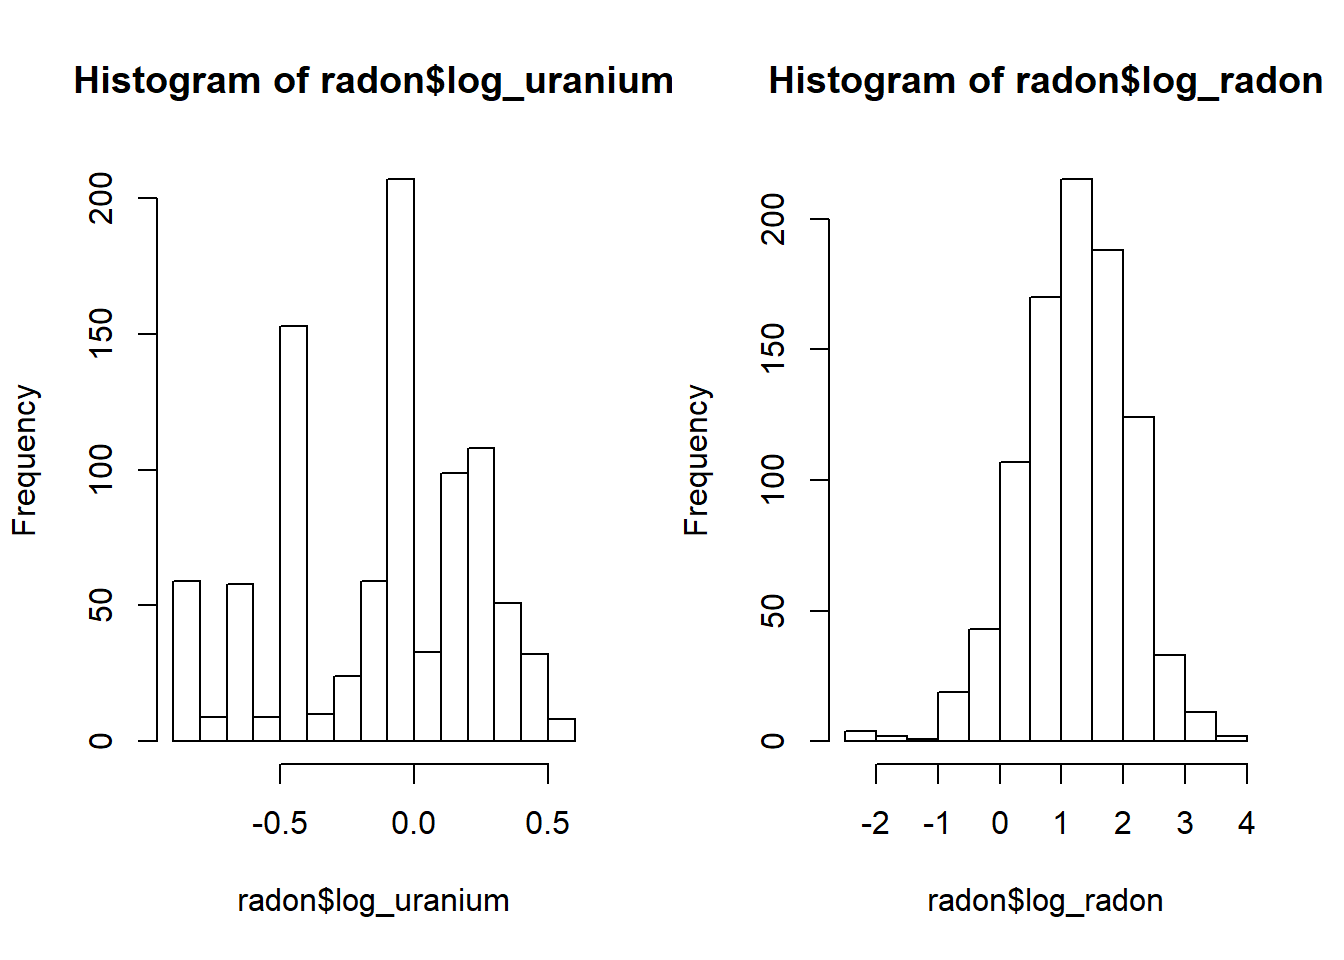 Histogram of radon$log_uranium
Frequency
200
150
100
50
0
-0.5 0.0 0.5
radon$log_uranium
Histogram of radon$log_radon
Frequency
200
150
100
50
0
-2 -1 0 1 2 3 4
radon$log_radon